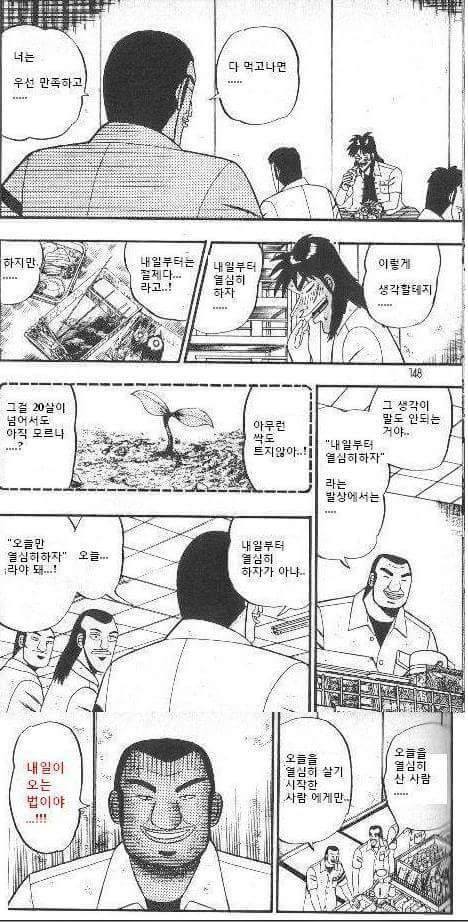 다 먹고나면
.....
너는
우선 만족하고
.....
이렇게
생각할테지
내일부터
열심히
하자
내일부터는
절제다...
라고..!
하지만.
.....
148
그 생각이
말도 안되는
거야..
"내일부터
열심히하자"
라는
발상에서는
....
아무런
싹도
트지않아..!
그걸 20살이
넘어서도
아직 모르나
....?
내일부터
열심히
하자가 아냐..
오늘...
"오늘만
열심히하자"
라야 돼...!
오늘을
열심히
산 사람
.....
오늘을
열심히 살기
시작한
사람 에게만..
내일이
오는
법이야
...!!!